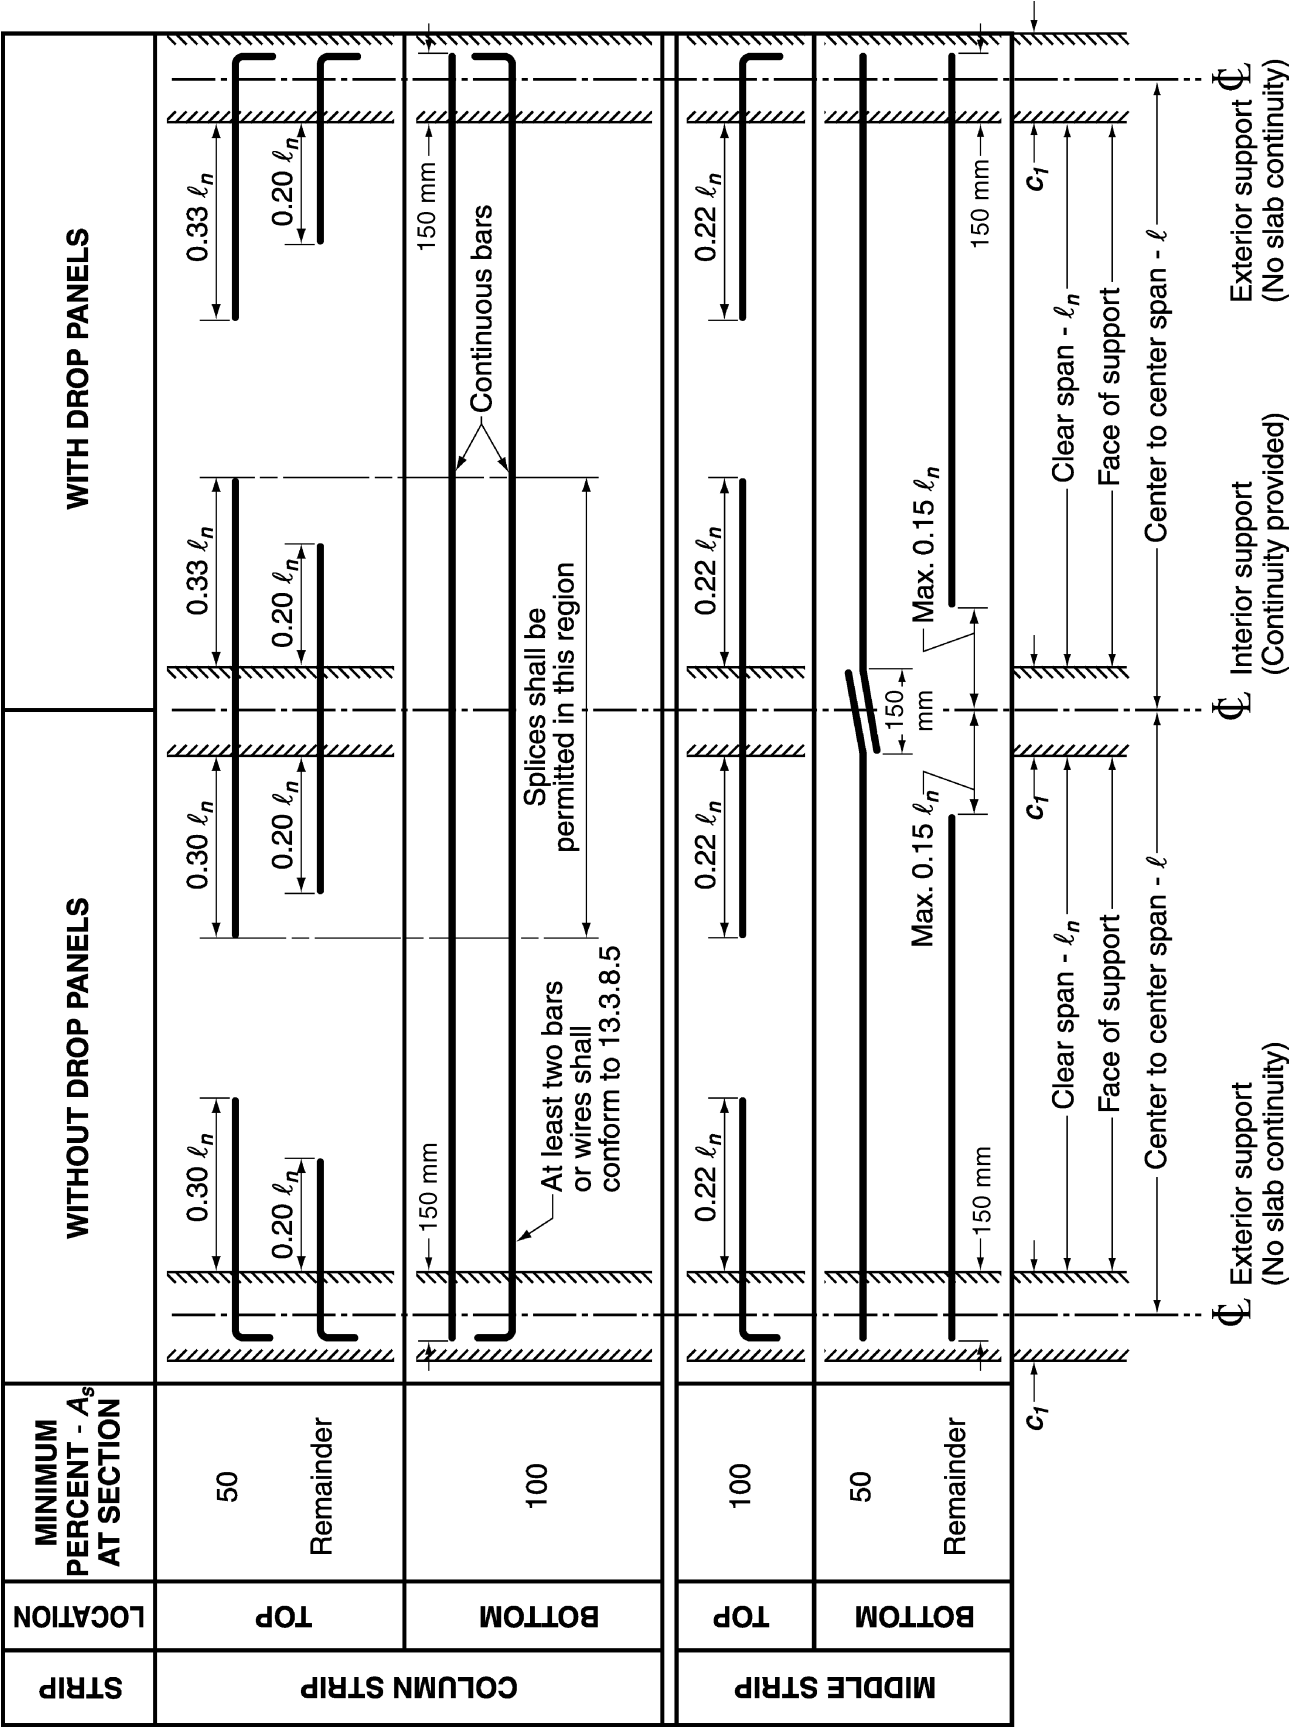 STRIP
LOCATION
MINIMUM
PERCENT - Aₛ
AT SECTION
WITHOUT DROP PANELS
WITH DROP PANELS
COLUMN STRIP
TOP
50
0.30 ℓₙ
0.30 ℓₙ
0.33 ℓₙ
0.33 ℓₙ
Remainder
0.20 ℓₙ
0.20 ℓₙ
0.20 ℓₙ
0.20 ℓₙ
BOTTOM
100
150 mm
150 mm
Continuous bars
At least two bars
or wires shall
conform to 13.3.8.5
Splices shall be
permitted in this region
MIDDLE STRIP
TOP
100
0.22 ℓₙ
0.22 ℓₙ
0.22 ℓₙ
0.22 ℓₙ
BOTTOM
50
150
mm
Remainder
Max. 0.15 ℓₙ
Max. 0.15 ℓₙ
150 mm
150 mm
c₁
c₁
c₁
Clear span - ℓₙ
Clear span - ℓₙ
Face of support
Face of support
Center to center span - ℓ
Center to center span - ℓ
℄
℄
℄
Exterior support
(No slab continuity)
Interior support
(Continuity provided)
Exterior support
(No slab continuity)